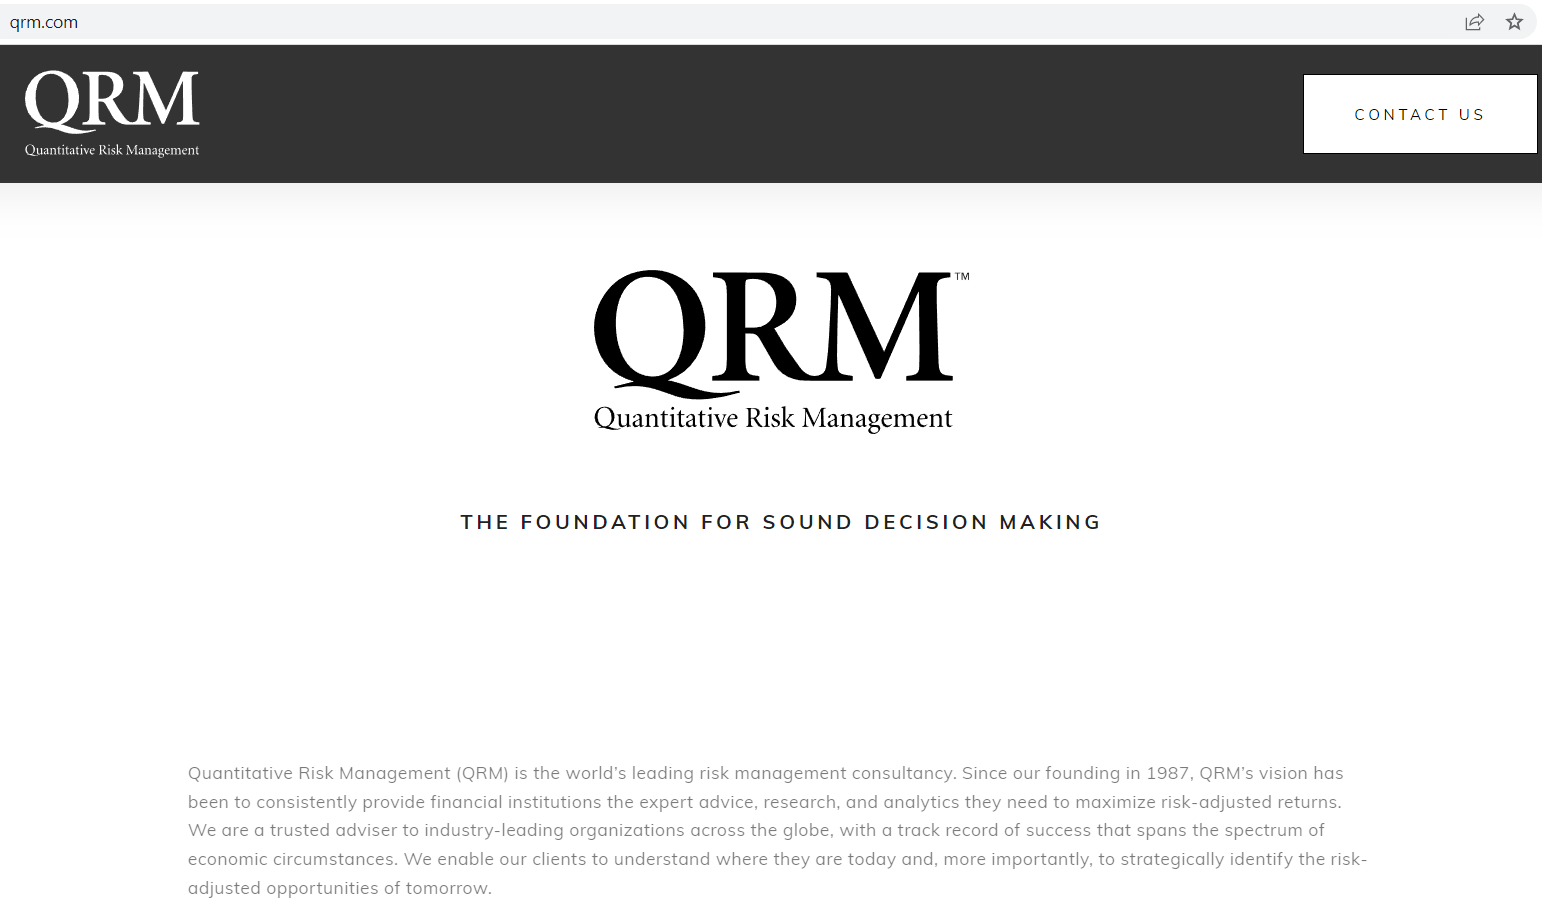 qrm.com
QRM
Quantitative Risk Management
CONTACT US
QRM™
Quantitative Risk Management
THE FOUNDATION FOR SOUND DECISION MAKING
Quantitative Risk Management (QRM) is the world’s leading risk management consultancy. Since our founding in 1987, QRM’s vision has
been to consistently provide financial institutions the expert advice, research, and analytics they need to maximize risk-adjusted returns.
We are a trusted adviser to industry-leading organizations across the globe, with a track record of success that spans the spectrum of
economic circumstances. We enable our clients to understand where they are today and, more importantly, to strategically identify the risk-
adjusted opportunities of tomorrow.